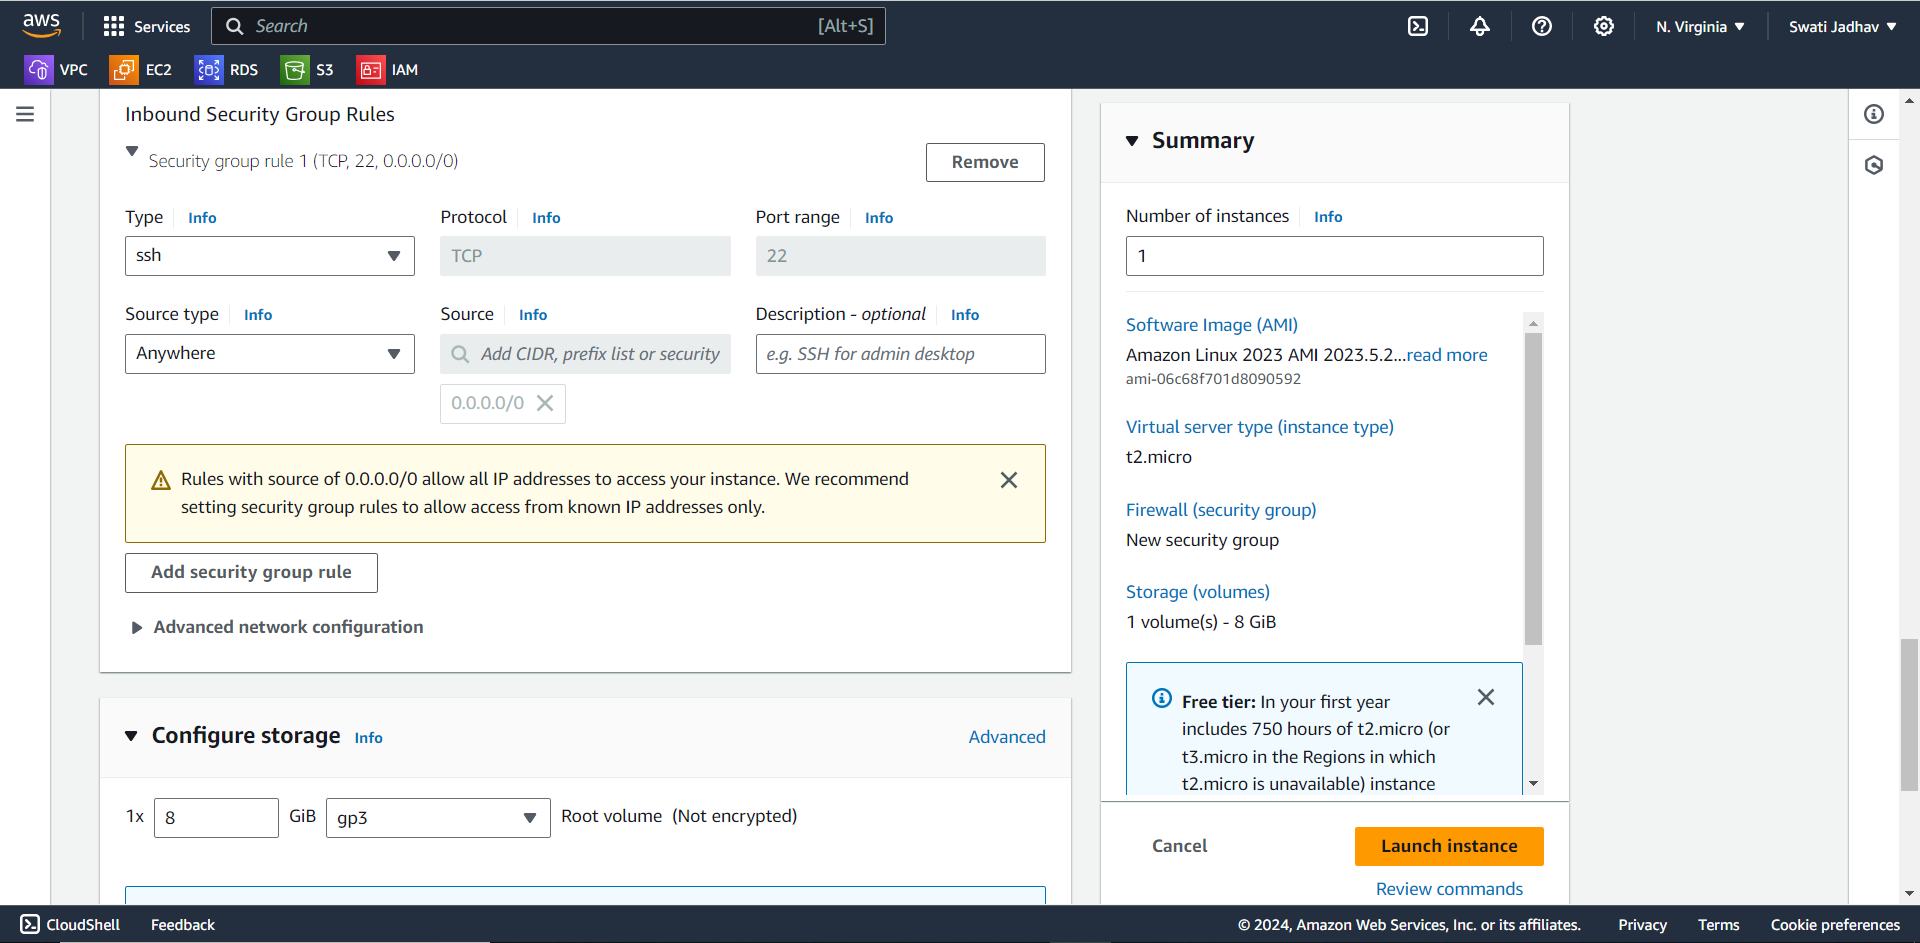 aws
Services
Search
[Alt+S]
N. Virginia
Swati Jadhav
VPC
EC2
RDS
S3
IAM
Inbound Security Group Rules
Security group rule 1 (TCP, 22, 0.0.0.0/0)
Remove
Type
Info
Protocol
Info
Port range
Info
ssh
TCP
22
Source type
Info
Source
Info
Description - optional
Info
Anywhere
Add CIDR, prefix list or security
e.g. SSH for admin desktop
0.0.0.0/0
Rules with source of 0.0.0.0/0 allow all IP addresses to access your instance. We recommend
setting security group rules to allow access from known IP addresses only.
Add security group rule
Advanced network configuration
Configure storage
Info
Advanced
1x
8
GiB
gp3
Root volume (Not encrypted)
Summary
Number of instances
Info
1
Software Image (AMI)
Amazon Linux 2023 AMI 2023.5.2...read more
ami-06c68f701d8090592
Virtual server type (instance type)
t2.micro
Firewall (security group)
New security group
Storage (volumes)
1 volume(s) - 8 GiB
Free tier: In your first year
includes 750 hours of t2.micro (or
t3.micro in the Regions in which
t2.micro is unavailable) instance
Cancel
Launch instance
Review commands
CloudShell
Feedback
© 2024, Amazon Web Services, Inc. or its affiliates.
Privacy
Terms
Cookie preferences